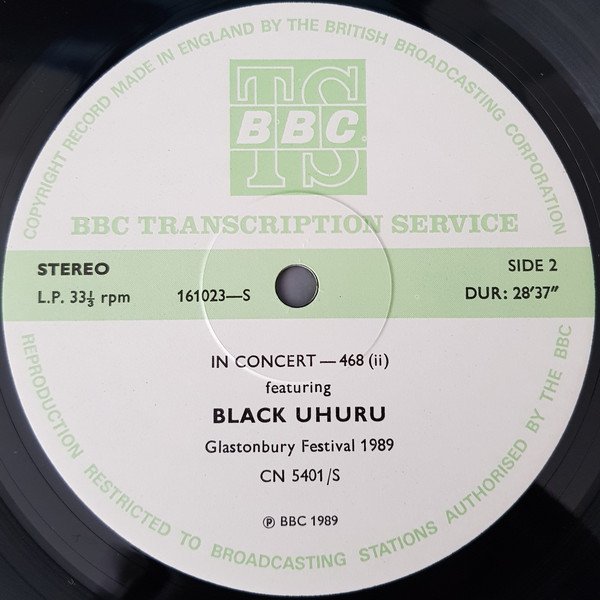 COPYRIGHT RECORD MADE IN ENGLAND BY THE BRITISH BROADCASTING CORPORATION
TS
BBC
BBC TRANSCRIPTION SERVICE
STEREO
SIDE 2
L.P. 33⅓ rpm
161023—S
DUR: 28'37"
IN CONCERT — 468 (ii)
featuring
BLACK UHURU
Glastonbury Festival 1989
CN 5401/S
℗ BBC 1989
REPRODUCTION RESTRICTED TO BROADCASTING STATIONS AUTHORISED BY THE BBC